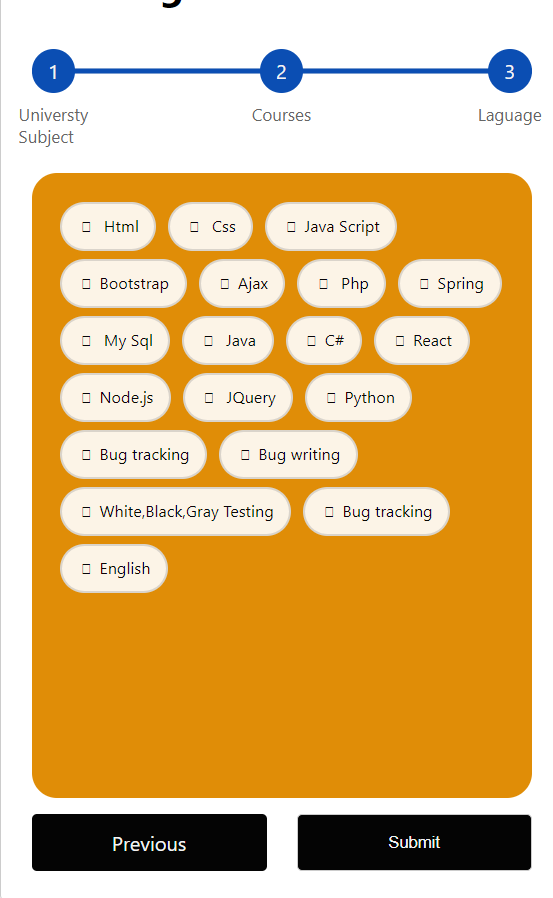 1 2 3
Universty Courses Laguage
Subject
Html Css Java Script
Bootstrap Ajax Php Spring
My Sql Java C# React
Node.js JQuery Python
Bug tracking Bug writing
White,Black,Gray Testing Bug tracking
English
Previous Submit